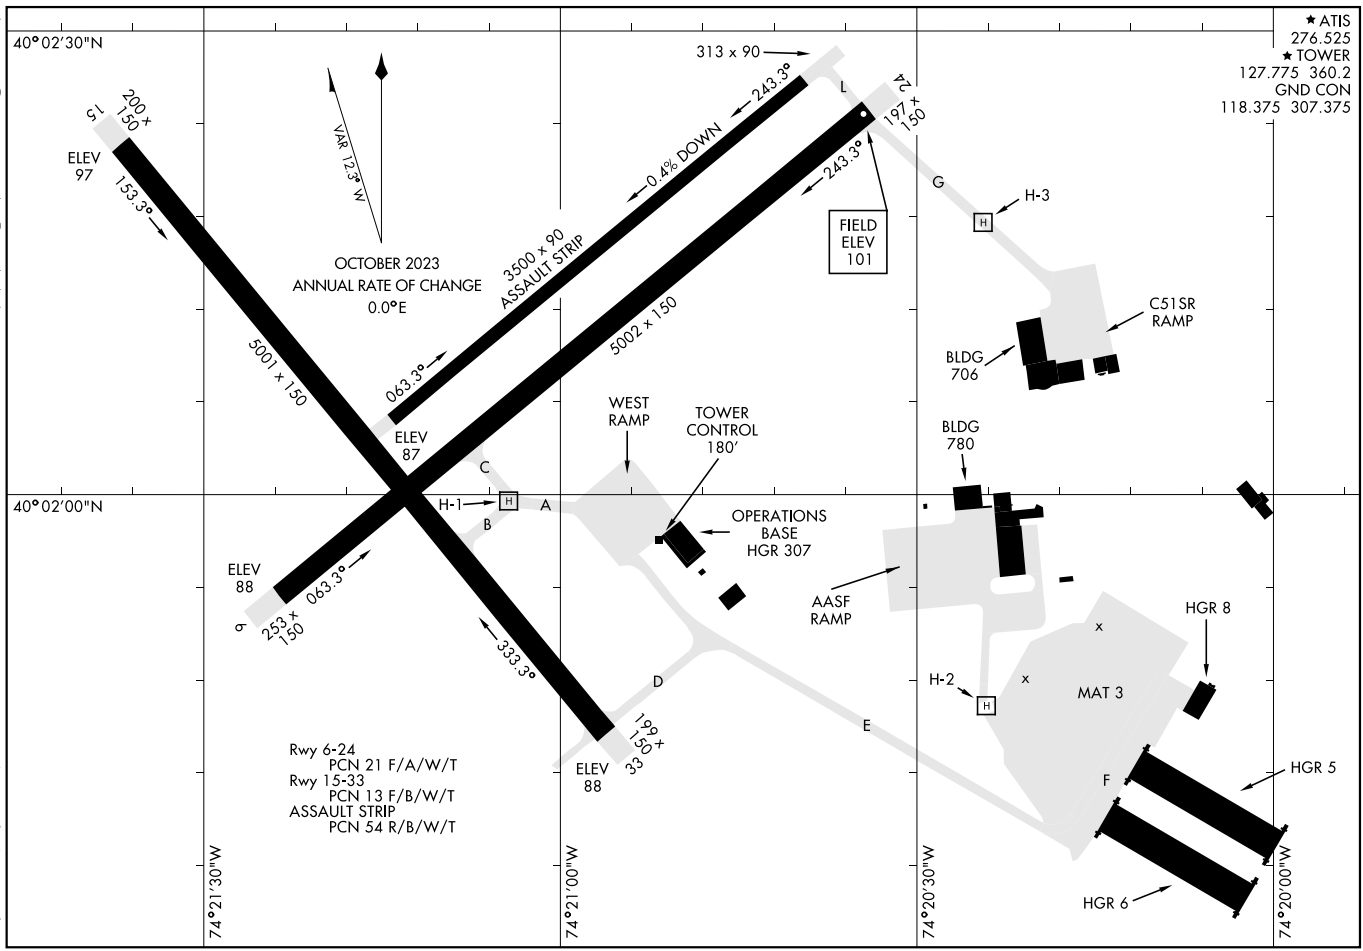 40°02'30"N
★ ATIS
276.525
★ TOWER
127.775 360.2
GND CON
118.375 307.375
313 x 90
L
24
197 x
150
243.3°
0.4% DOWN
243.3°
FIELD
ELEV
101
15
200 x
150
ELEV
97
153.3°
VAR 12.3° W
OCTOBER 2023
ANNUAL RATE OF CHANGE
0.0°E
3500 x 90
ASSAULT STRIP
5001 x 150
5002 x 150
063.3°
G
H-3
H
C51SR
RAMP
BLDG
706
WEST
RAMP
TOWER
CONTROL
180'
BLDG
780
ELEV
87
C
40°02'00"N
H-1
H
A
B
OPERATIONS
BASE
HGR 307
ELEV
88
063.3°
253 x
150
6
333.3°
AASF
RAMP
HGR 8
x
x
H-2
H
MAT 3
D
E
199 x
150
33
ELEV
88
Rwy 6-24
PCN 21 F/A/W/T
Rwy 15-33
PCN 13 F/B/W/T
ASSAULT STRIP
PCN 54 R/B/W/T
F
HGR 5
HGR 6
74°21'30"W
74°21'00"W
74°20'30"W
74°20'00"W